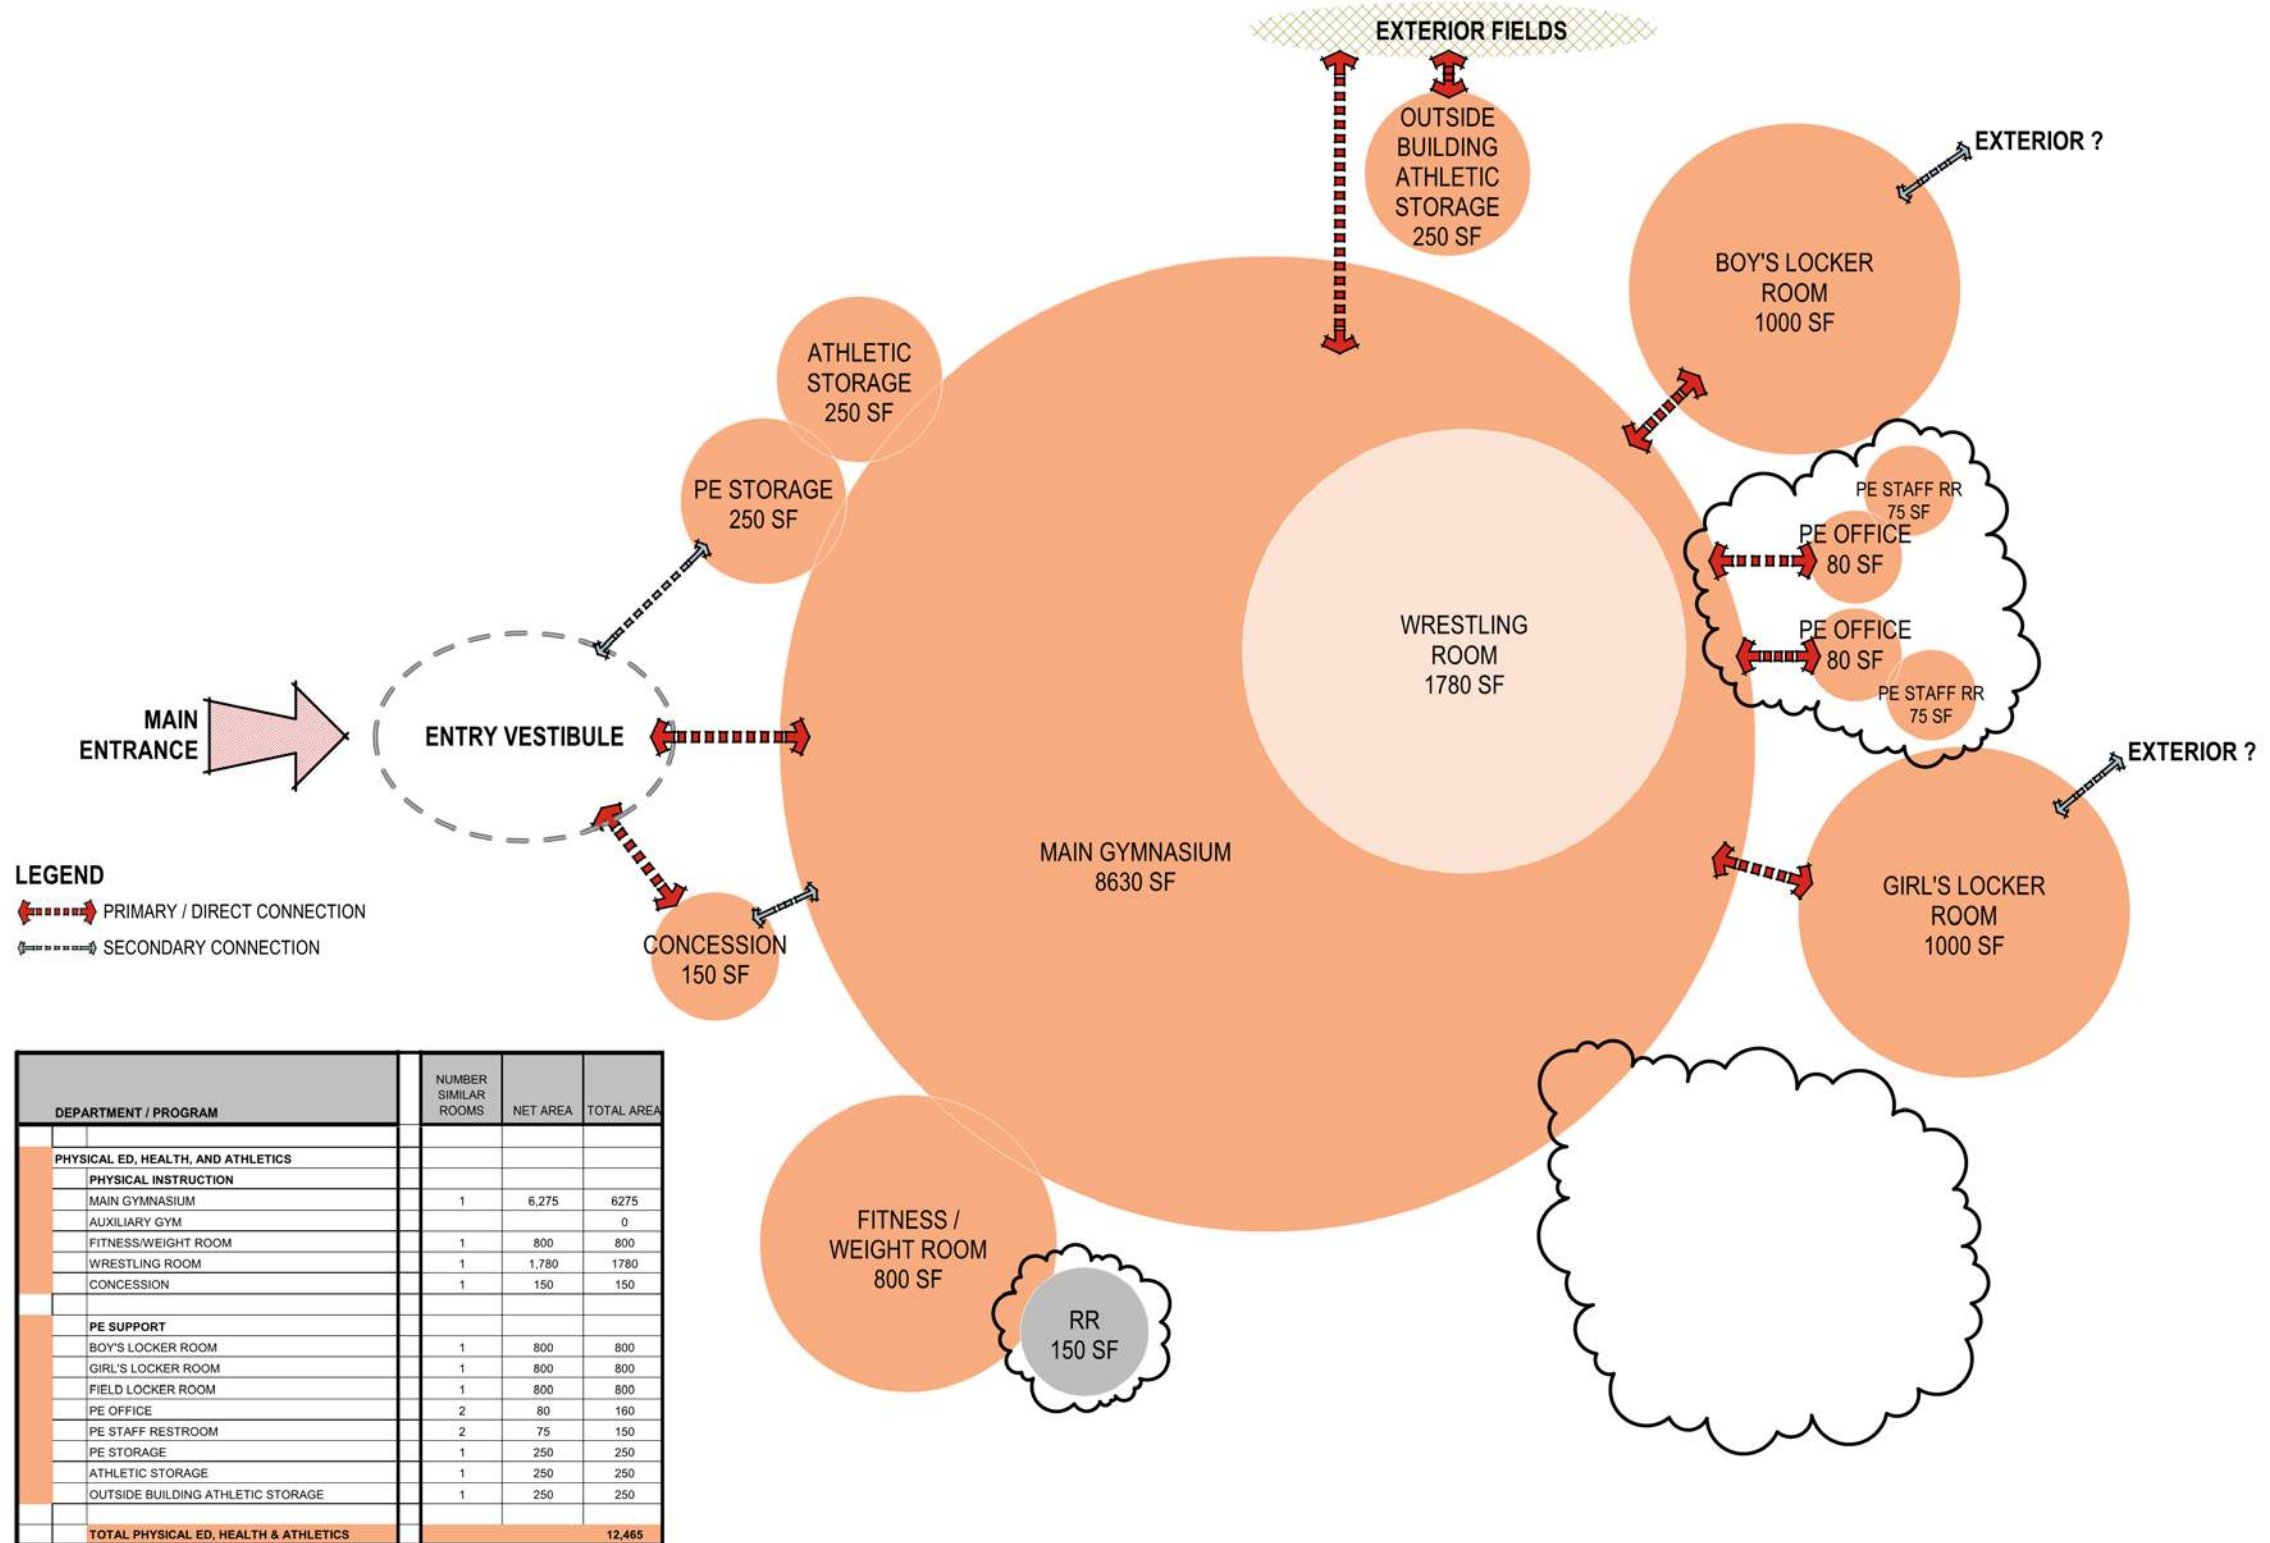 EXTERIOR FIELDS
OUTSIDE
BUILDING
ATHLETIC
STORAGE
250 SF
EXTERIOR ?
BOY'S LOCKER
ROOM
1000 SF
ATHLETIC
STORAGE
250 SF
PE STORAGE
250 SF
PE STAFF RR
75 SF
PE OFFICE
80 SF
PE OFFICE
80 SF
PE STAFF RR
75 SF
WRESTLING
ROOM
1780 SF
MAIN
ENTRANCE
ENTRY VESTIBULE
EXTERIOR ?
MAIN GYMNASIUM
8630 SF
GIRL'S LOCKER
ROOM
1000 SF
LEGEND
PRIMARY / DIRECT CONNECTION
SECONDARY CONNECTION
CONCESSION
150 SF
FITNESS /
WEIGHT ROOM
800 SF
RR
150 SF
DEPARTMENT / PROGRAM NUMBER SIMILAR ROOMS NET AREA TOTAL AREA
PHYSICAL ED, HEALTH, AND ATHLETICS
PHYSICAL INSTRUCTION
MAIN GYMNASIUM 1 6,275 6275
AUXILIARY GYM 0
FITNESS/WEIGHT ROOM 1 800 800
WRESTLING ROOM 1 1,780 1780
CONCESSION 1 150 150
PE SUPPORT
BOY'S LOCKER ROOM 1 800 800
GIRL'S LOCKER ROOM 1 800 800
FIELD LOCKER ROOM 1 800 800
PE OFFICE 2 80 160
PE STAFF RESTROOM 2 75 150
PE STORAGE 1 250 250
ATHLETIC STORAGE 1 250 250
OUTSIDE BUILDING ATHLETIC STORAGE 1 250 250
TOTAL PHYSICAL ED, HEALTH & ATHLETICS 12,465